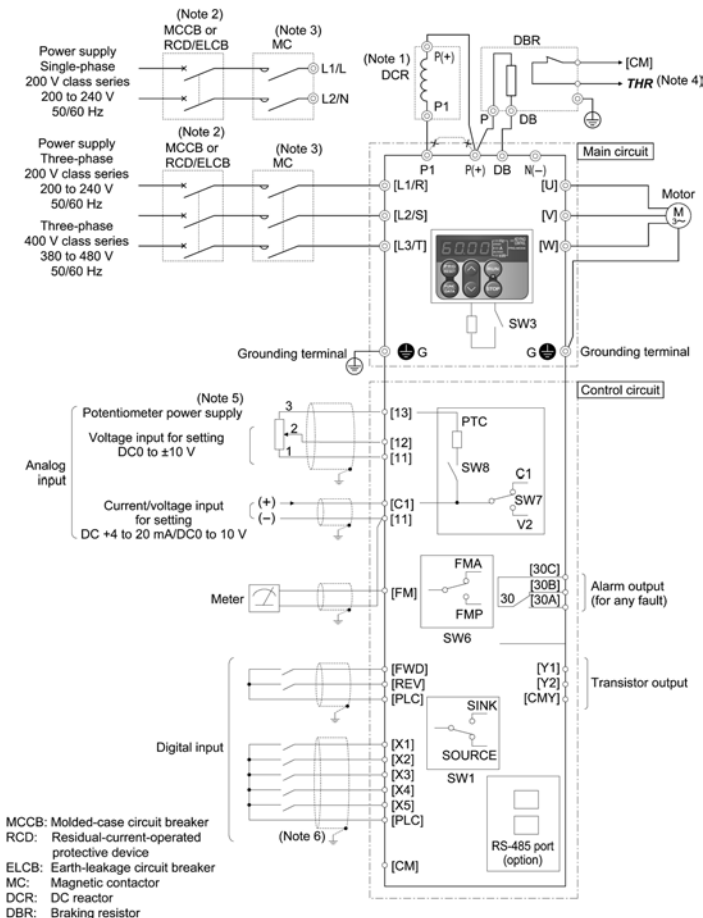 (Note 2)
MCCB or
RCD/ELCB
(Note 3)
MC
Power supply
Single-phase
200 V class series
200 to 240 V
50/60 Hz
L1/L
L2/N
(Note 1)
DCR
P(+)
P1
DBR
P
DB
[CM]
THR (Note 4)
(Note 2)
MCCB or
RCD/ELCB
(Note 3)
MC
Power supply
Three-phase
200 V class series
200 to 240 V
50/60 Hz
Three-phase
400 V class series
380 to 480 V
50/60 Hz
Main circuit
P1
P(+)
DB
N(−)
[L1/R]
[L2/S]
[L3/T]
[U]
[V]
[W]
Motor
M
3~
60.00
RUN
STOP
SW3
Grounding terminal
G
G
Grounding terminal
Control circuit
(Note 5)
Potentiometer power supply
3
2
1
Voltage input for setting
DC0 to ±10 V
Analog
input
Current/voltage input
for setting
DC +4 to 20 mA/DC0 to 10 V
(+)
(−)
[13]
[12]
[11]
[C1]
[11]
PTC
SW8
C1
SW7
V2
Meter
[FM]
FMA
FMP
SW6
[30C]
[30B]
30
[30A]
Alarm output
(for any fault)
Digital input
[FWD]
[REV]
[PLC]
[Y1]
[Y2]
[CMY]
Transistor output
SINK
SOURCE
SW1
[X1]
[X2]
[X3]
[X4]
[X5]
[PLC]
(Note 6)
[CM]
RS-485 port
(option)
MCCB: Molded-case circuit breaker
RCD: Residual-current-operated
protective device
ELCB: Earth-leakage circuit breaker
MC: Magnetic contactor
DCR: DC reactor
DBR: Braking resistor